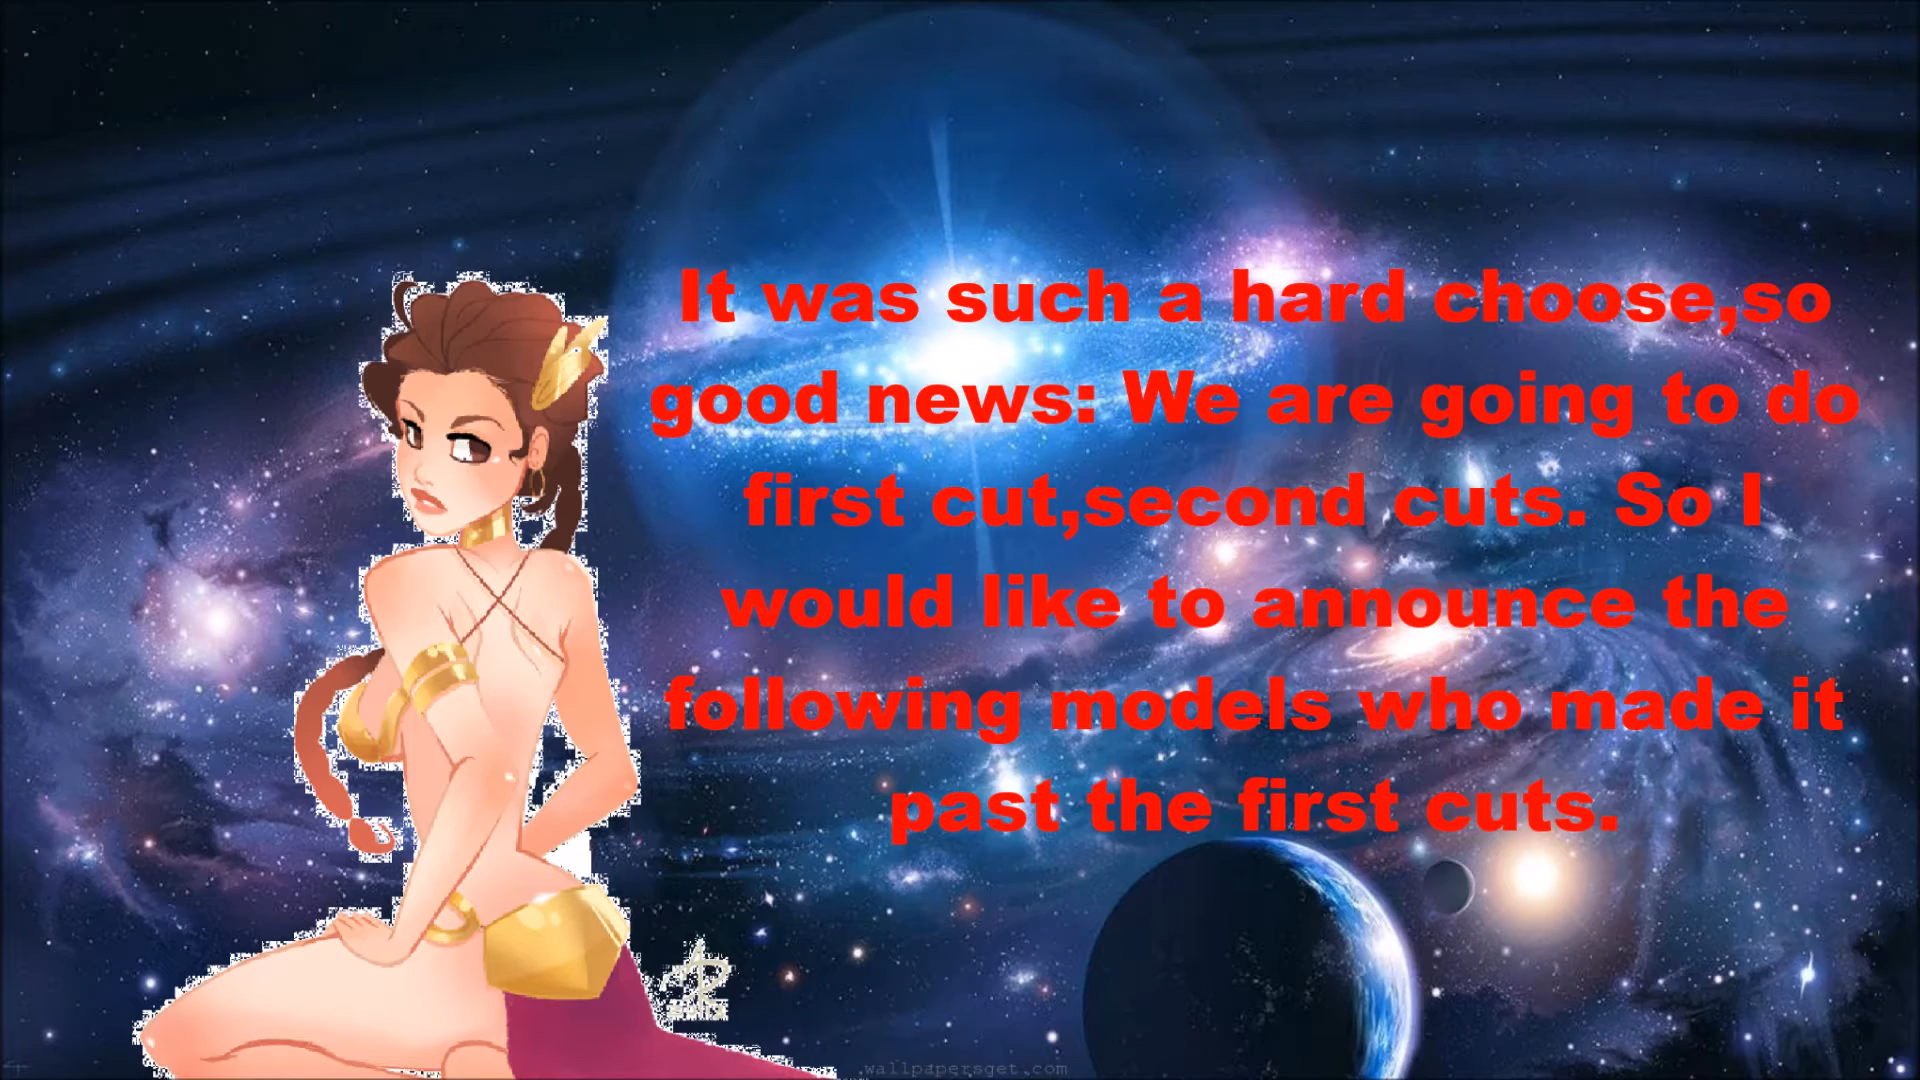 It was such a hard choose,so
good news: We are going to do
first cut,second cuts. So I
would like to announce the
following models who made it
past the first cuts.
wallpapersget.com